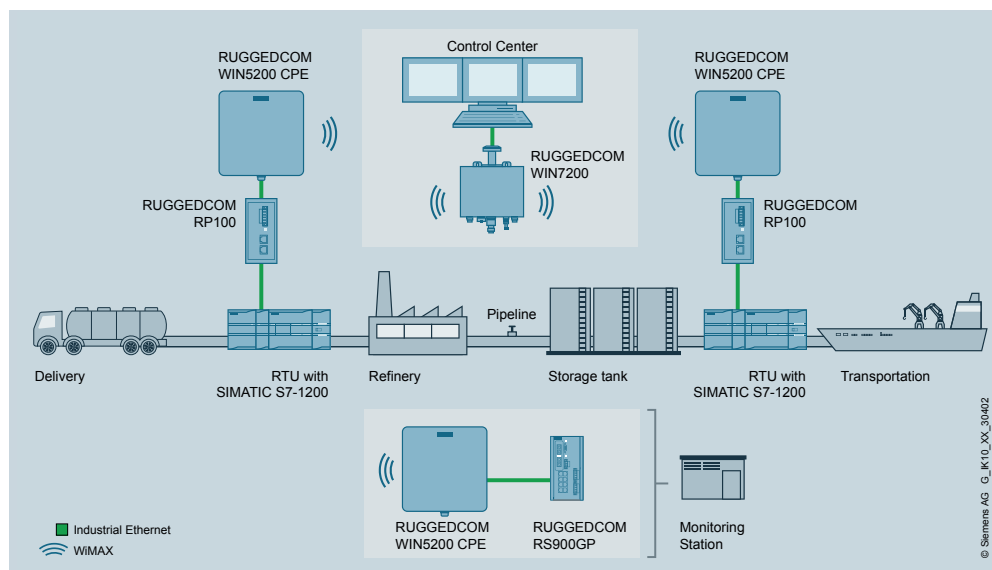 Control Center
RUGGEDCOM
WIN5200 CPE
RUGGEDCOM
WIN5200 CPE
RUGGEDCOM
WIN7200
RUGGEDCOM
RP100
RUGGEDCOM
RP100
Pipeline
Delivery
RTU with
SIMATIC S7-1200
Refinery
Storage tank
RTU with
SIMATIC S7-1200
Transportation
RUGGEDCOM
WIN5200 CPE
RUGGEDCOM
RS900GP
Monitoring
Station
Industrial Ethernet
WiMAX
© Siemens AG G_IK10_XX_30402